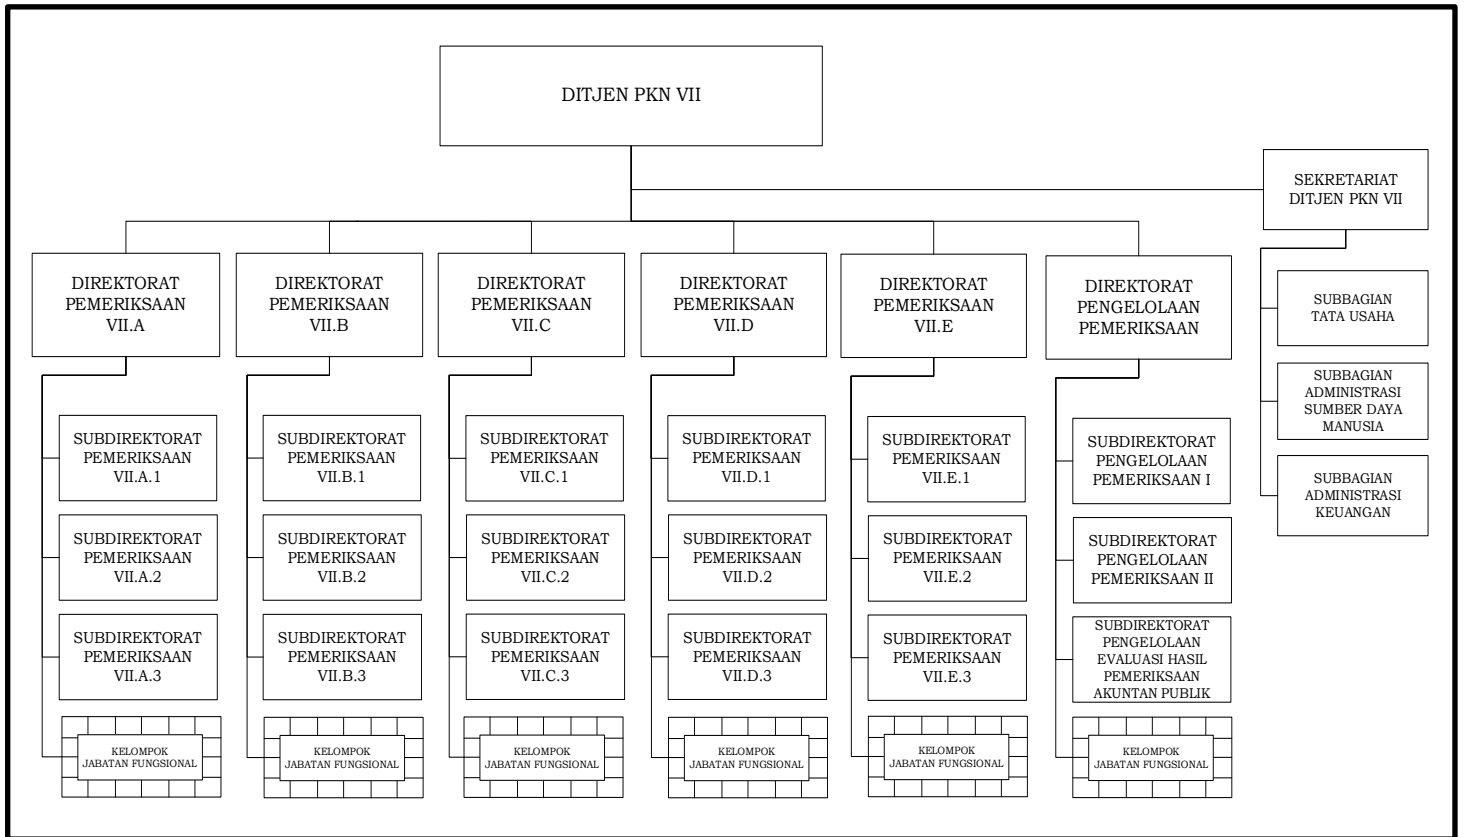 DITJEN PKN VII
SEKRETARIAT
DITJEN PKN VII
DIREKTORAT
PEMERIKSAAN
VII.A
DIREKTORAT
PEMERIKSAAN
VII.B
DIREKTORAT
PEMERIKSAAN
VII.C
DIREKTORAT
PEMERIKSAAN
VII.D
DIREKTORAT
PEMERIKSAAN
VII.E
DIREKTORAT
PENGELOLAAN
PEMERIKSAAN
SUBBAGIAN
TATA USAHA
SUBBAGIAN
ADMINISTRASI
SUMBER DAYA
MANUSIA
SUBBAGIAN
ADMINISTRASI
KEUANGAN
SUBDIREKTORAT
PEMERIKSAAN
VII.A.1
SUBDIREKTORAT
PEMERIKSAAN
VII.B.1
SUBDIREKTORAT
PEMERIKSAAN
VII.C.1
SUBDIREKTORAT
PEMERIKSAAN
VII.D.1
SUBDIREKTORAT
PEMERIKSAAN
VII.E.1
SUBDIREKTORAT
PENGELOLAAN
PEMERIKSAAN I
SUBDIREKTORAT
PEMERIKSAAN
VII.A.2
SUBDIREKTORAT
PEMERIKSAAN
VII.B.2
SUBDIREKTORAT
PEMERIKSAAN
VII.C.2
SUBDIREKTORAT
PEMERIKSAAN
VII.D.2
SUBDIREKTORAT
PEMERIKSAAN
VII.E.2
SUBDIREKTORAT
PENGELOLAAN
PEMERIKSAAN II
SUBDIREKTORAT
PEMERIKSAAN
VII.A.3
SUBDIREKTORAT
PEMERIKSAAN
VII.B.3
SUBDIREKTORAT
PEMERIKSAAN
VII.C.3
SUBDIREKTORAT
PEMERIKSAAN
VII.D.3
SUBDIREKTORAT
PEMERIKSAAN
VII.E.3
SUBDIREKTORAT
PENGELOLAAN
EVALUASI HASIL
PEMERIKSAAN
AKUNTAN PUBLIK
KELOMPOK
JABATAN FUNGSIONAL
KELOMPOK
JABATAN FUNGSIONAL
KELOMPOK
JABATAN FUNGSIONAL
KELOMPOK
JABATAN FUNGSIONAL
KELOMPOK
JABATAN FUNGSIONAL
KELOMPOK
JABATAN FUNGSIONAL